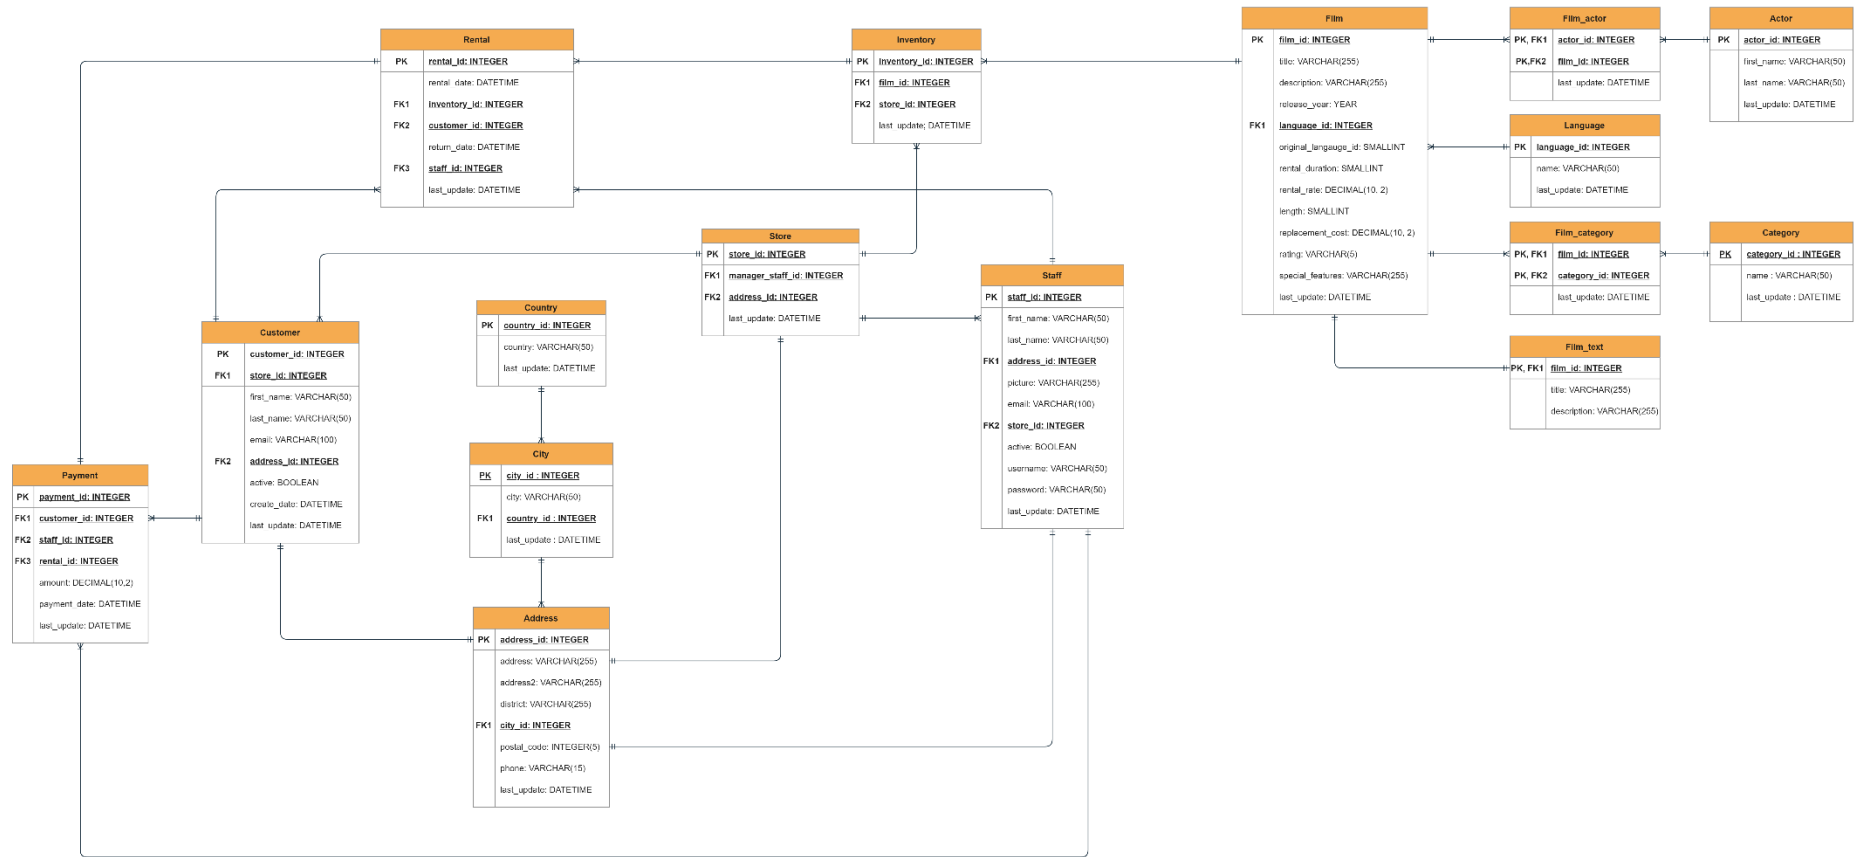 Rental
PK rental_id: INTEGER
rental_date: DATETIME
FK1 inventory_id: INTEGER
FK2 customer_id: INTEGER
return_date: DATETIME
FK3 staff_id: INTEGER
last_update: DATETIME
Inventory
PK inventory_id: INTEGER
FK1 film_id: INTEGER
FK2 store_id: INTEGER
last_update; DATETIME
Film
PK film_id: INTEGER
title: VARCHAR(255)
description: VARCHAR(255)
release_year: YEAR
FK1 language_id: INTEGER
original_langauge_id: SMALLINT
rental_duration: SMALLINT
rental_rate: DECIMAL(10, 2)
length: SMALLINT
replacement_cost: DECIMAL(10, 2)
rating: VARCHAR(5)
special_features: VARCHAR(255)
last_update: DATETIME
Film_actor
PK, FK1 actor_id: INTEGER
PK,FK2 film_id: INTEGER
last_update: DATETIME
Actor
PK actor_id: INTEGER
first_name: VARCHAR(50)
last_name: VARCHAR(50)
last_update: DATETIME
Language
PK language_id: INTEGER
name: VARCHAR(50)
last_update: DATETIME
Film_category
PK, FK1 film_id: INTEGER
PK, FK2 category_id: INTEGER
last_update: DATETIME
Category
PK category_id : INTEGER
name : VARCHAR(50)
last_update : DATETIME
Film_text
PK, FK1 film_id: INTEGER
title: VARCHAR(255)
description: VARCHAR(255)
Store
PK store_id: INTEGER
FK1 manager_staff_id: INTEGER
FK2 address_id: INTEGER
last_update: DATETIME
Staff
PK staff_id: INTEGER
first_name: VARCHAR(50)
last_name: VARCHAR(50)
FK1 address_id: INTEGER
picture: VARCHAR(255)
email: VARCHAR(100)
FK2 store_id: INTEGER
active: BOOLEAN
username: VARCHAR(50)
password: VARCHAR(50)
last_update: DATETIME
Country
PK country_id: INTEGER
country: VARCHAR(50)
last_update: DATETIME
Customer
PK customer_id: INTEGER
FK1 store_id: INTEGER
first_name: VARCHAR(50)
last_name: VARCHAR(50)
email: VARCHAR(100)
FK2 address_id: INTEGER
active: BOOLEAN
create_date: DATETIME
last_update: DATETIME
City
PK city_id : INTEGER
city: VARCHAR(50)
FK1 country_id : INTEGER
last_update : DATETIME
Payment
PK payment_id: INTEGER
FK1 customer_id: INTEGER
FK2 staff_id: INTEGER
FK3 rental_id: INTEGER
amount: DECIMAL(10,2)
payment_date: DATETIME
last_update: DATETIME
Address
PK address_id: INTEGER
address: VARCHAR(255)
address2: VARCHAR(255)
district: VARCHAR(255)
FK1 city_id: INTEGER
postal_code: INTEGER(5)
phone: VARCHAR(15)
last_update: DATETIME